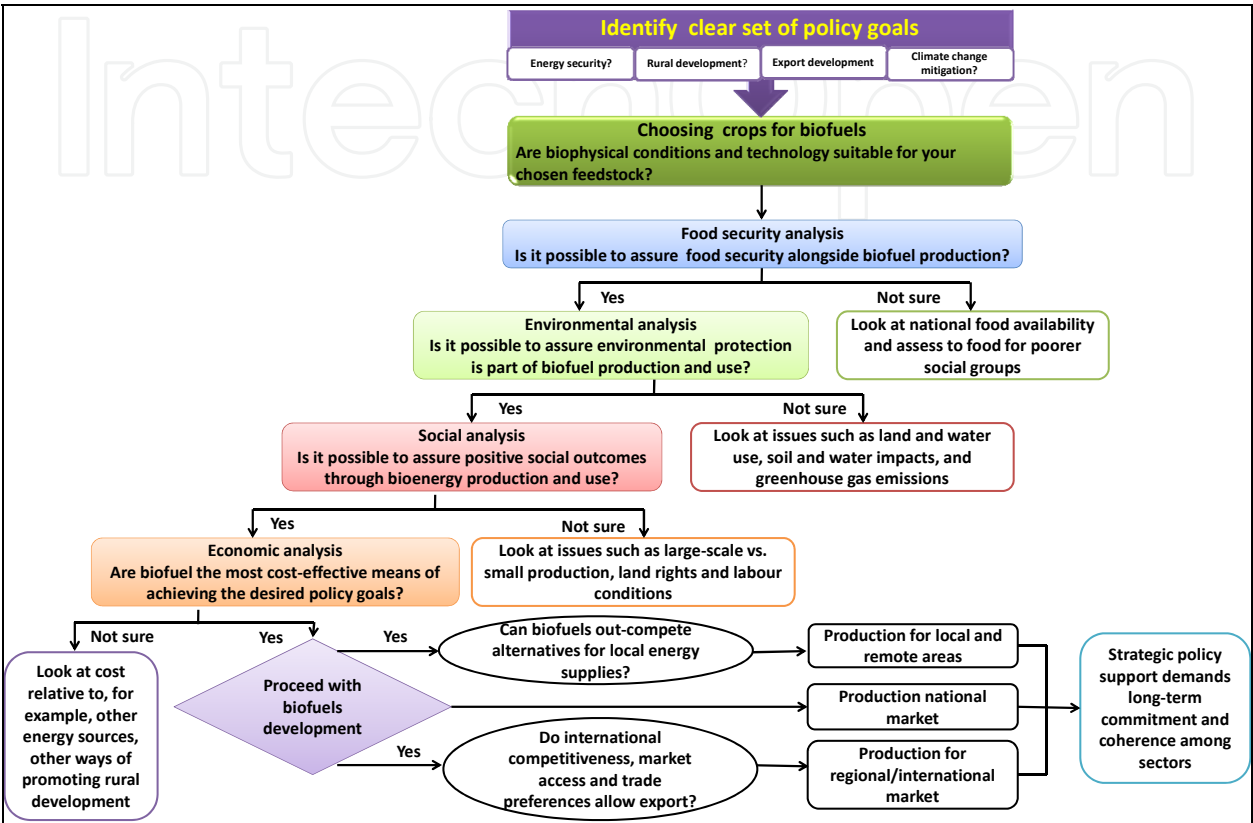 IntechOpen
Identify clear set of policy goals
Energy security?
Rural development?
Export development
Climate change
mitigation?
Choosing crops for biofuels
Are biophysical conditions and technology suitable for your
chosen feedstock?
Food security analysis
Is it possible to assure food security alongside biofuel production?
Yes
Not sure
Environmental analysis
Is it possible to assure environmental protection
is part of biofuel production and use?
Look at national food availability
and assess to food for poorer
social groups
Yes
Not sure
Social analysis
Is it possible to assure positive social outcomes
through bioenergy production and use?
Look at issues such as land and water
use, soil and water impacts, and
greenhouse gas emissions
Yes
Not sure
Economic analysis
Are biofuel the most cost-effective means of
achieving the desired policy goals?
Look at issues such as large-scale vs.
small production, land rights and labour
conditions
Not sure
Yes
Look at cost
relative to, for
example, other
energy sources,
other ways of
promoting rural
development
Proceed with
biofuels
development
Yes
Can biofuels out-compete
alternatives for local energy
supplies?
Production for local and
remote areas
Production national
market
Yes
Do international
competitiveness, market
access and trade
preferences allow export?
Production for
regional/international
market
Strategic policy
support demands
long-term
commitment and
coherence among
sectors